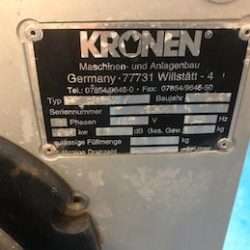 KRONEN®
Maschinen- und Anlagenbau
Germany · 77731 Willstätt - 4
Tel.: 07854/9646-0 · Fax: 07854/9646-50
Typ Baujahr
Seriennummer
Phasen V Hz
kw dB Ges. Gew. kg
zulässige Füllmenge kg